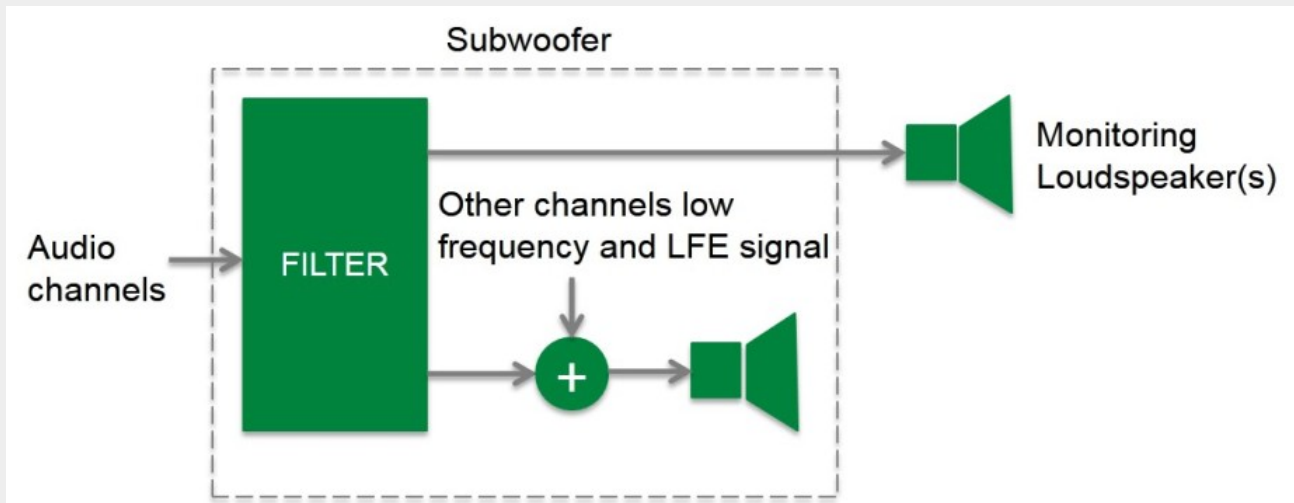 Subwoofer
Monitoring
Loudspeaker(s)
Other channels low
frequency and LFE signal
Audio
channels
FILTER
+